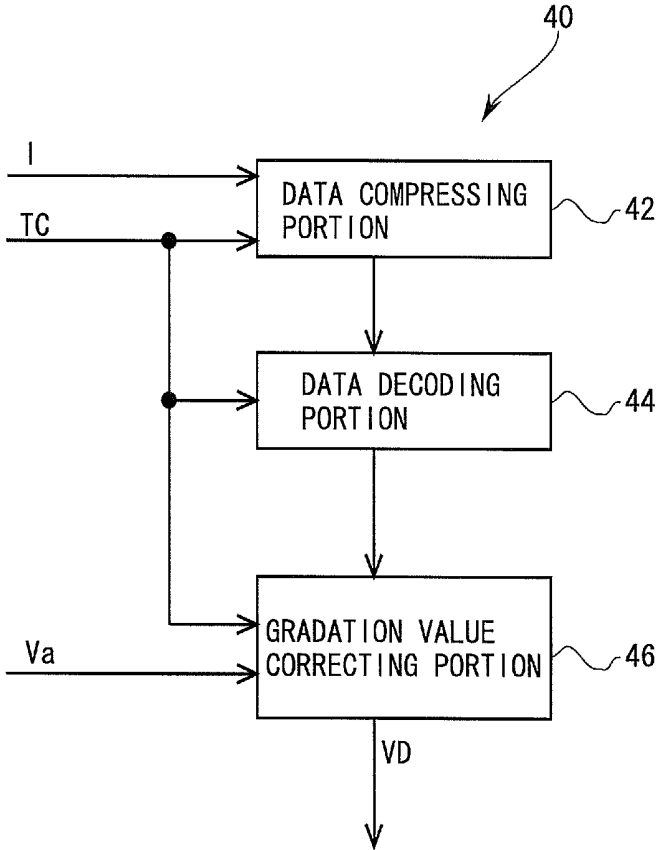 40
I
DATA COMPRESSING
PORTION
42
TC
DATA DECODING
PORTION
44
GRADATION VALUE
CORRECTING PORTION
46
Va
VD